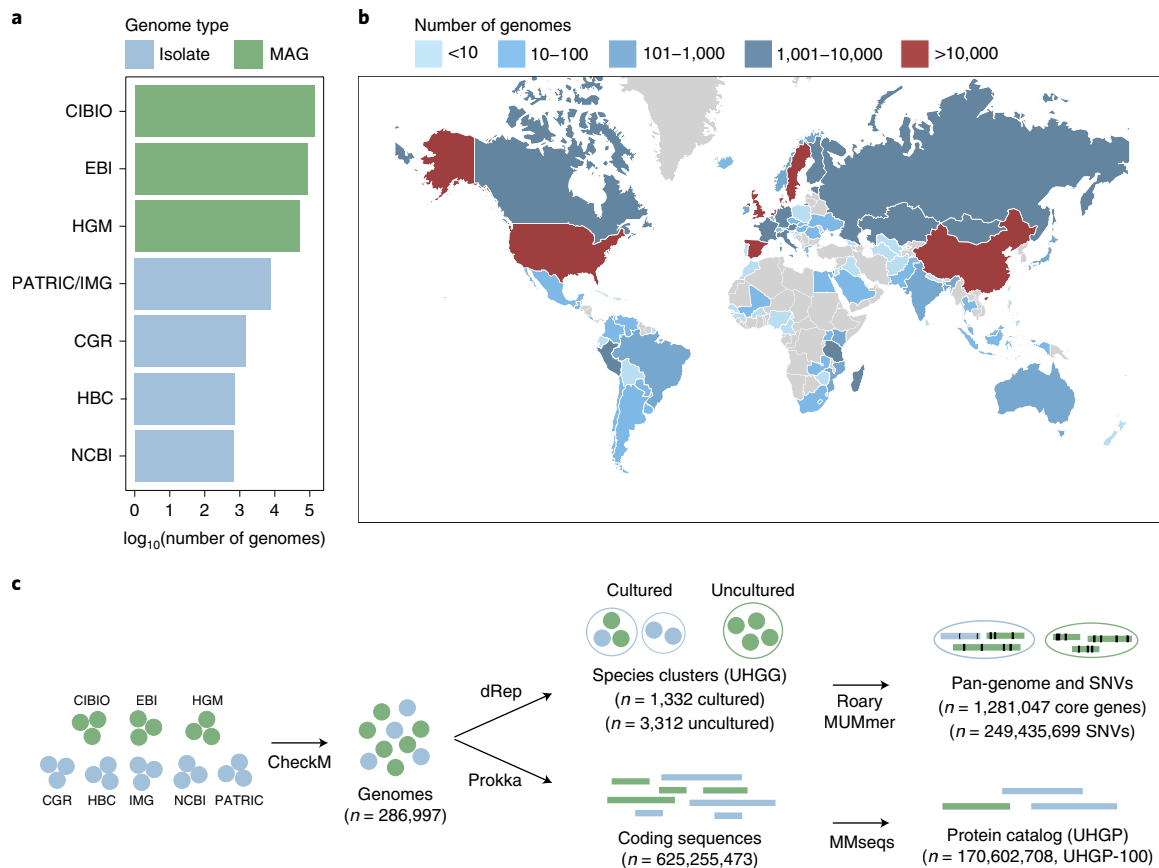 a
Genome type
Isolate MAG
CIBIO
EBI
HGM
PATRIC/IMG
CGR
HBC
NCBI
0 1 2 3 4 5
log10(number of genomes)
b
Number of genomes
<10 10–100 101–1,000 1,001–10,000 >10,000
c
CIBIO EBI HGM
CGR HBC IMG NCBI PATRIC
CheckM
Genomes
(n = 286,997)
dRep
Prokka
Cultured Uncultured
Species clusters (UHGG)
(n = 1,332 cultured)
(n = 3,312 uncultured)
Roary
MUMmer
Pan-genome and SNVs
(n = 1,281,047 core genes)
(n = 249,435,699 SNVs)
Coding sequences
(n = 625,255,473)
MMseqs
Protein catalog (UHGP)
(n = 170,602,708, UHGP-100)